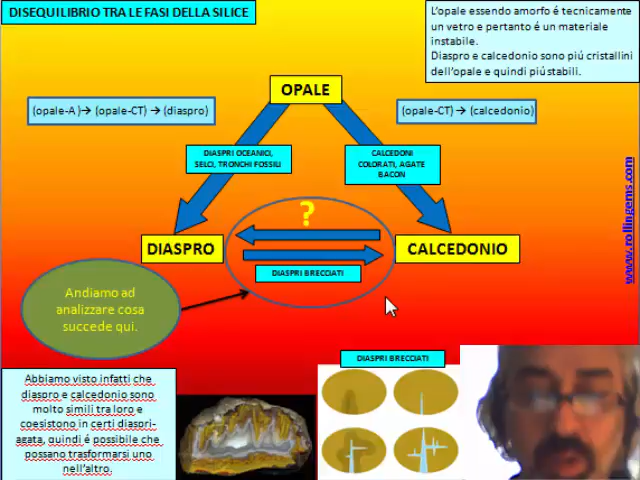 DISEQUILIBRIO TRA LE FASI DELLA SILICE
L'opale essendo amorfo é tecnicamente
un vetro e pertanto é un materiale
instabile.
Diaspro e calcedonio sono piú cristallini
dell'opale e quindi piú stabili.
OPALE
(opale-A)→ (opale-CT) → (diaspro)
(opale-CT) → (calcedonio)
DIASPRI OCEANICI,
SELCI, TRONCHI FOSSILI
CALCEDONI
COLORATI, AGATE
BACON
?
DIASPRO
CALCEDONIO
DIASPRI BRECCIATI
www.rollingems.com
Andiamo ad
analizzare cosa
succede qui.
DIASPRI BRECCIATI
Abbiamo visto infatti che
diaspro e calcedonio sono
molto simili tra loro e
coesistono in certi diaspri-
agata, quindi é possibile che
possano trasformarsi uno
nell'altro.